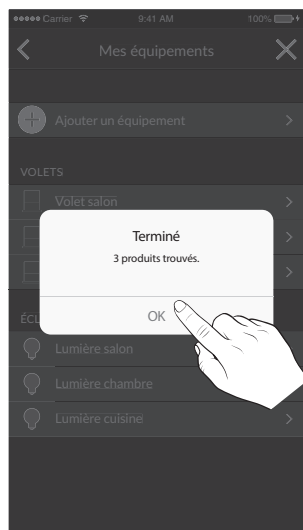 Carrier 9:41 AM 100%
Mes équipements
Ajouter un équipement
VOLETS
Volet salon
Terminé
3 produits trouvés.
OK
ÉCL
Lumière salon
Lumière chambre
Lumière cuisine